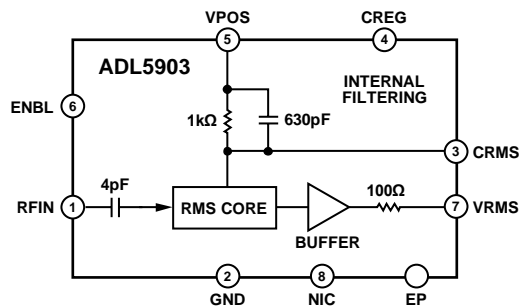 VPOS
CREG
5
4
ADL5903
INTERNAL
FILTERING
ENBL
6
1kΩ
630pF
3
CRMS
4pF
100Ω
RFIN
1
RMS CORE
7
VRMS
BUFFER
2
8
GND
NIC
EP